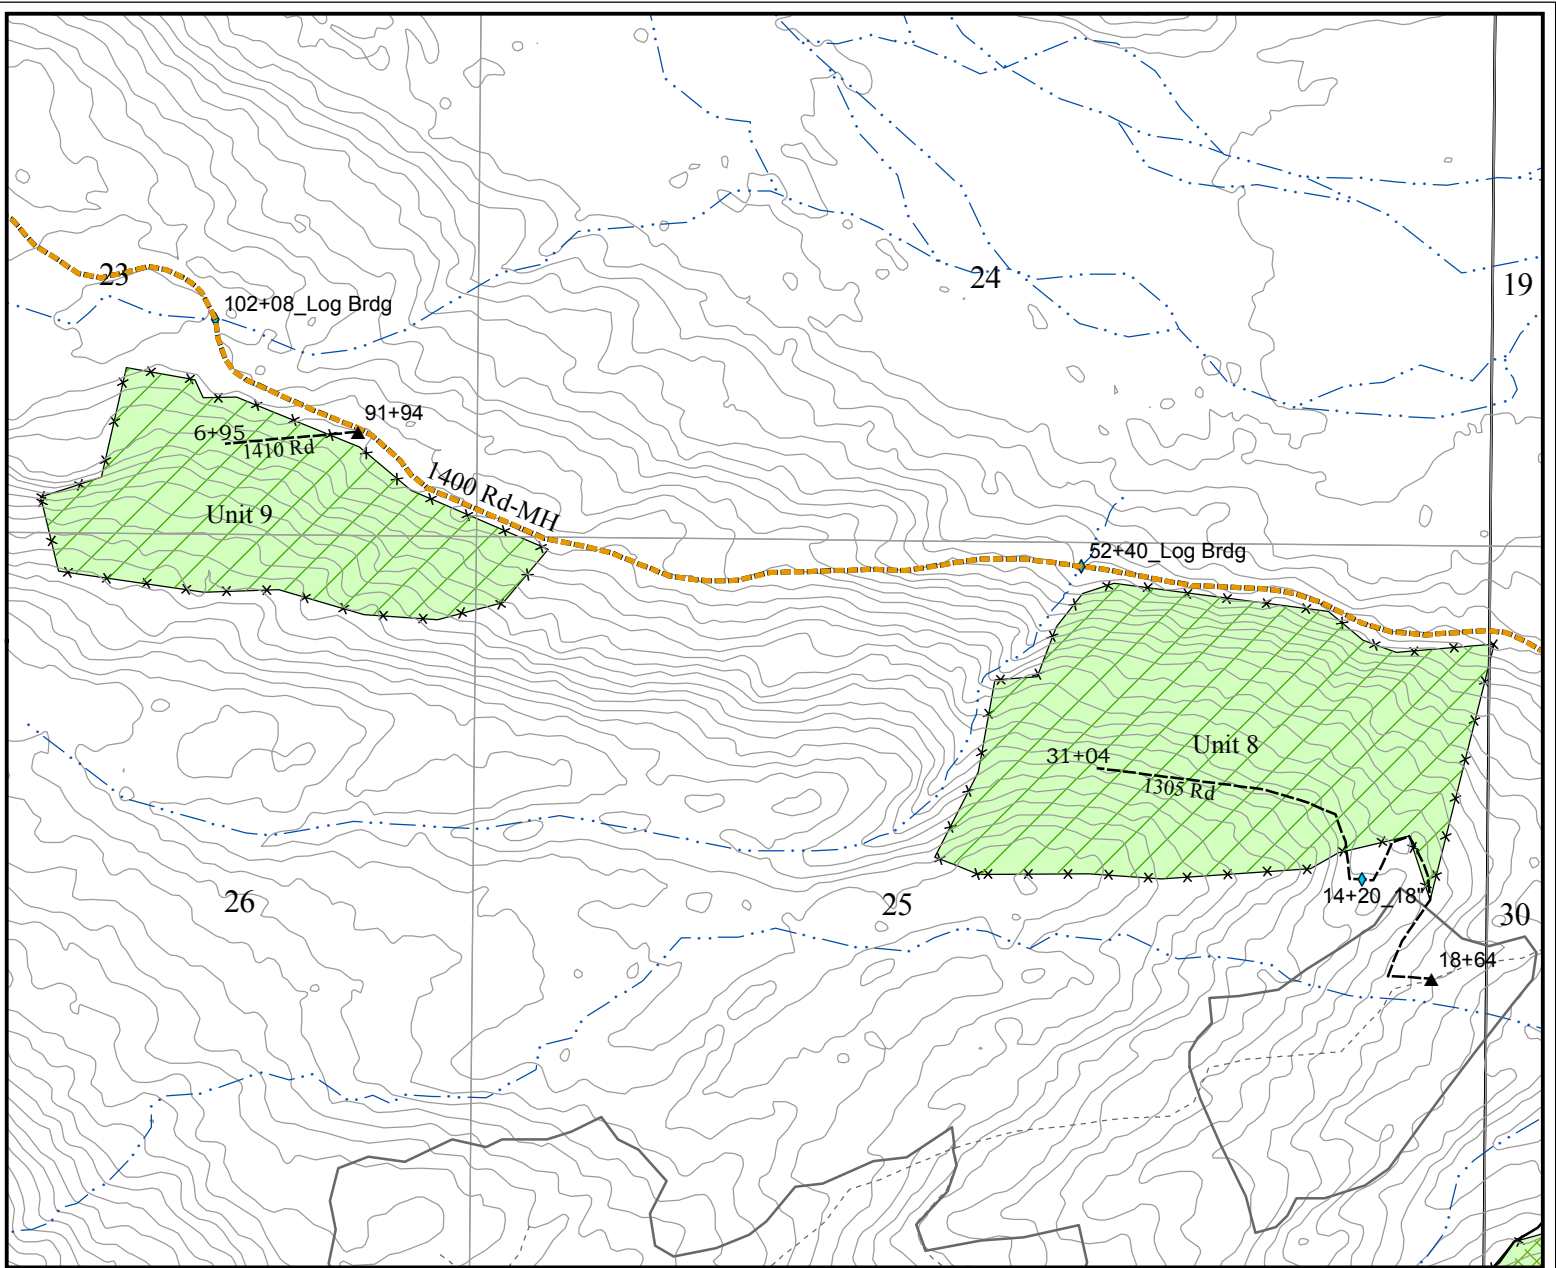 23
24
19
102+08_Log Brdg
91+94
6+95
1410 Rd
1400 Rd-MH
Unit 9
52+40_Log Brdg
Unit 8
31+04
1305 Rd
14+20_18"
26
25
30
18+64